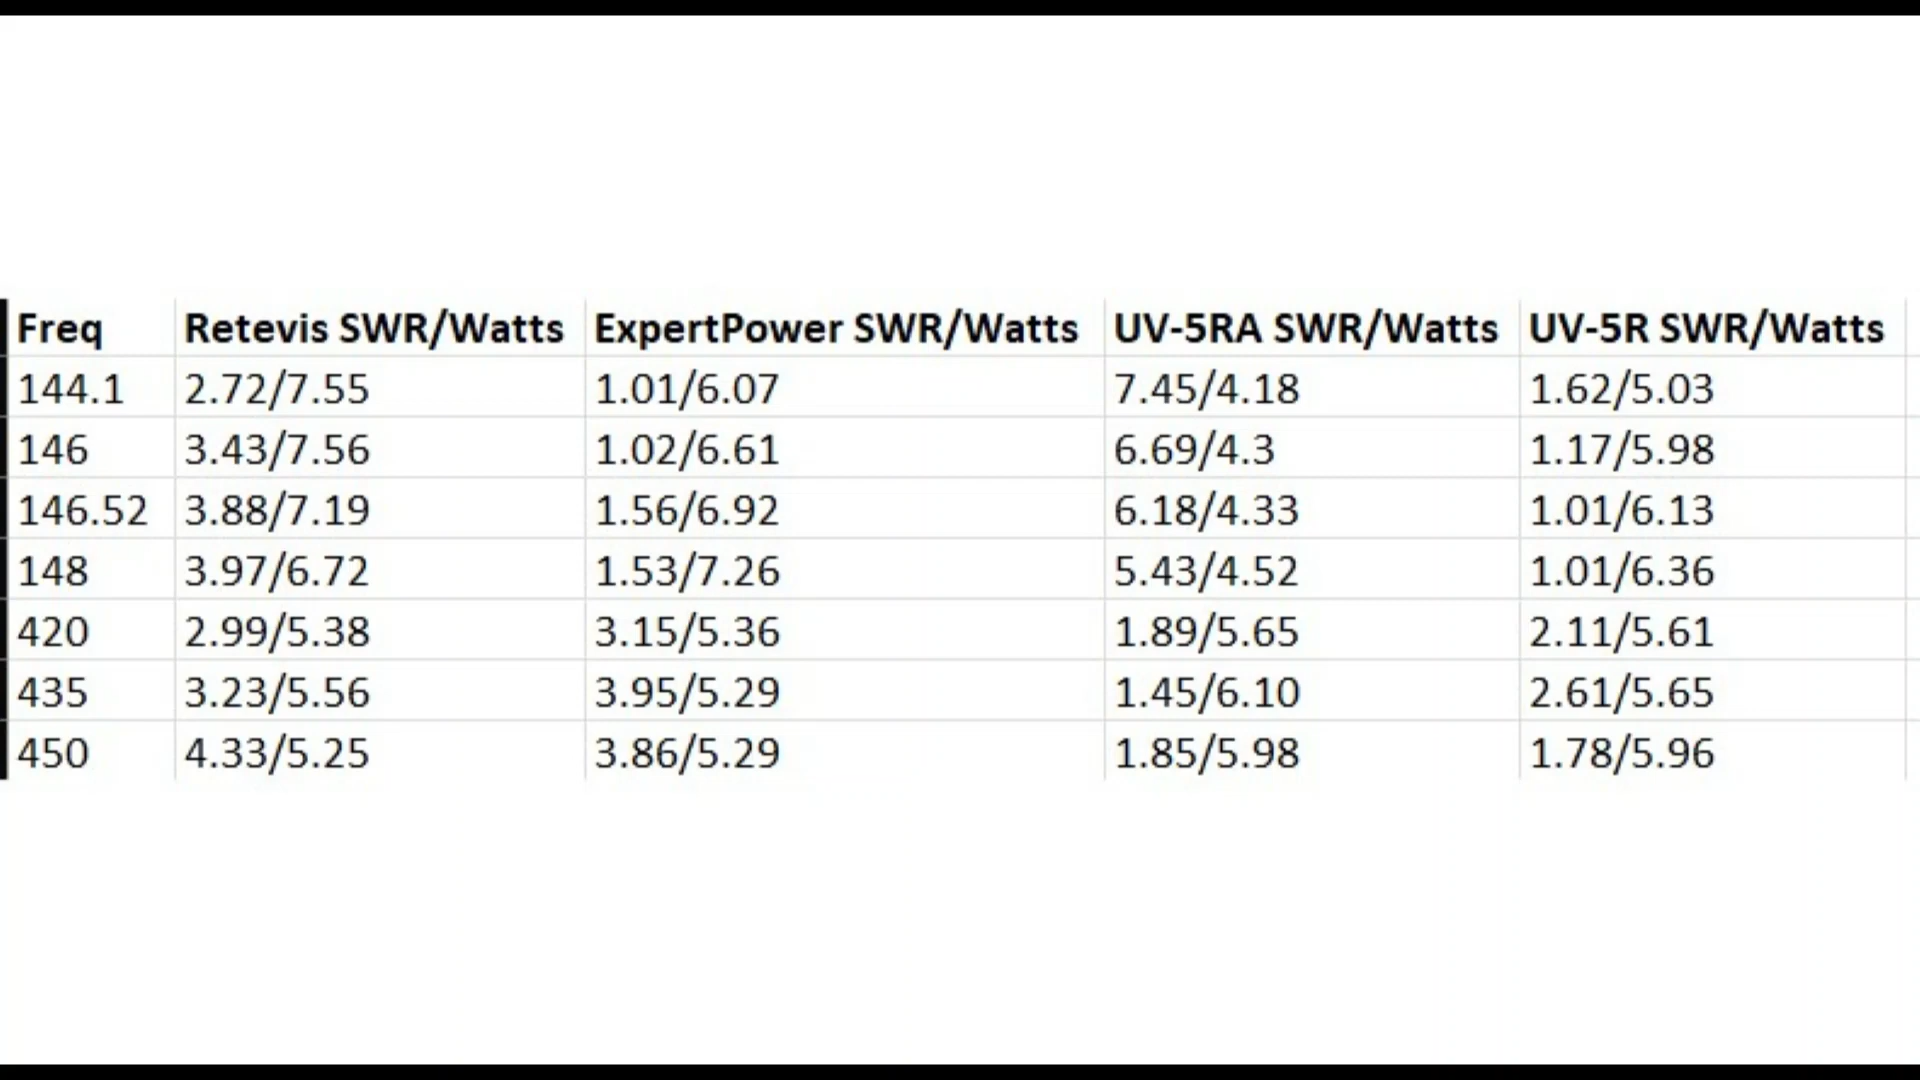 Freq Retevis SWR/Watts ExpertPower SWR/Watts UV-5RA SWR/Watts UV-5R SWR/Watts
144.1 2.72/7.55 1.01/6.07 7.45/4.18 1.62/5.03
146 3.43/7.56 1.02/6.61 6.69/4.3 1.17/5.98
146.52 3.88/7.19 1.56/6.92 6.18/4.33 1.01/6.13
148 3.97/6.72 1.53/7.26 5.43/4.52 1.01/6.36
420 2.99/5.38 3.15/5.36 1.89/5.65 2.11/5.61
435 3.23/5.56 3.95/5.29 1.45/6.10 2.61/5.65
450 4.33/5.25 3.86/5.29 1.85/5.98 1.78/5.96